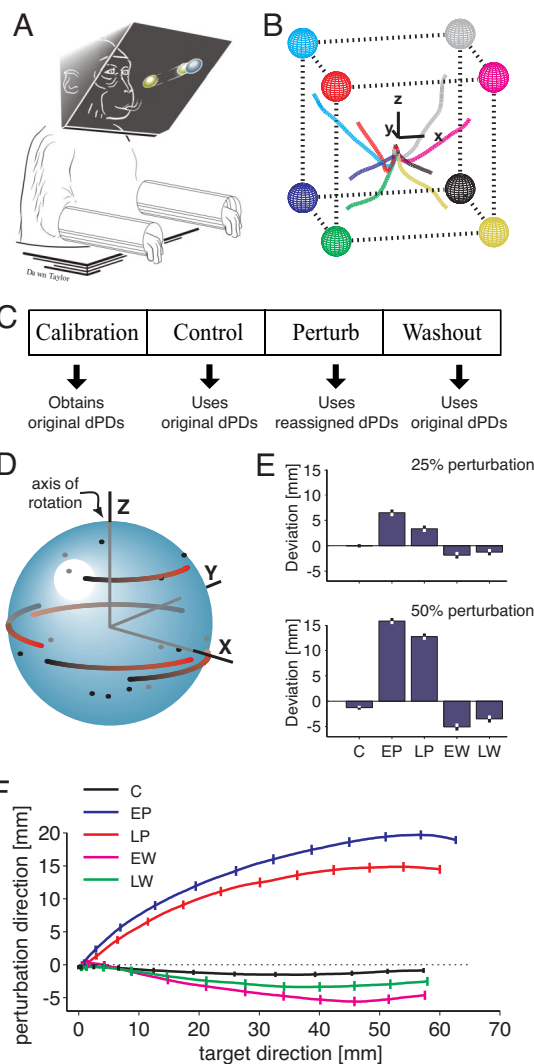 A
Dawn Taylor
B
z
y
x
C
Calibration Control Perturb Washout
Obtains original dPDs
Uses original dPDs
Uses reassigned dPDs
Uses original dPDs
D
axis of
rotation
Z
Y
X
E
25% perturbation
Deviation [mm]
15
10
5
0
-5
50% perturbation
Deviation [mm]
15
10
5
0
-5
C EP LP EW LW
F
C
EP
LP
EW
LW
perturbation direction [mm]
20
15
10
5
0
-5
0 10 20 30 40 50 60 70
target direction [mm]